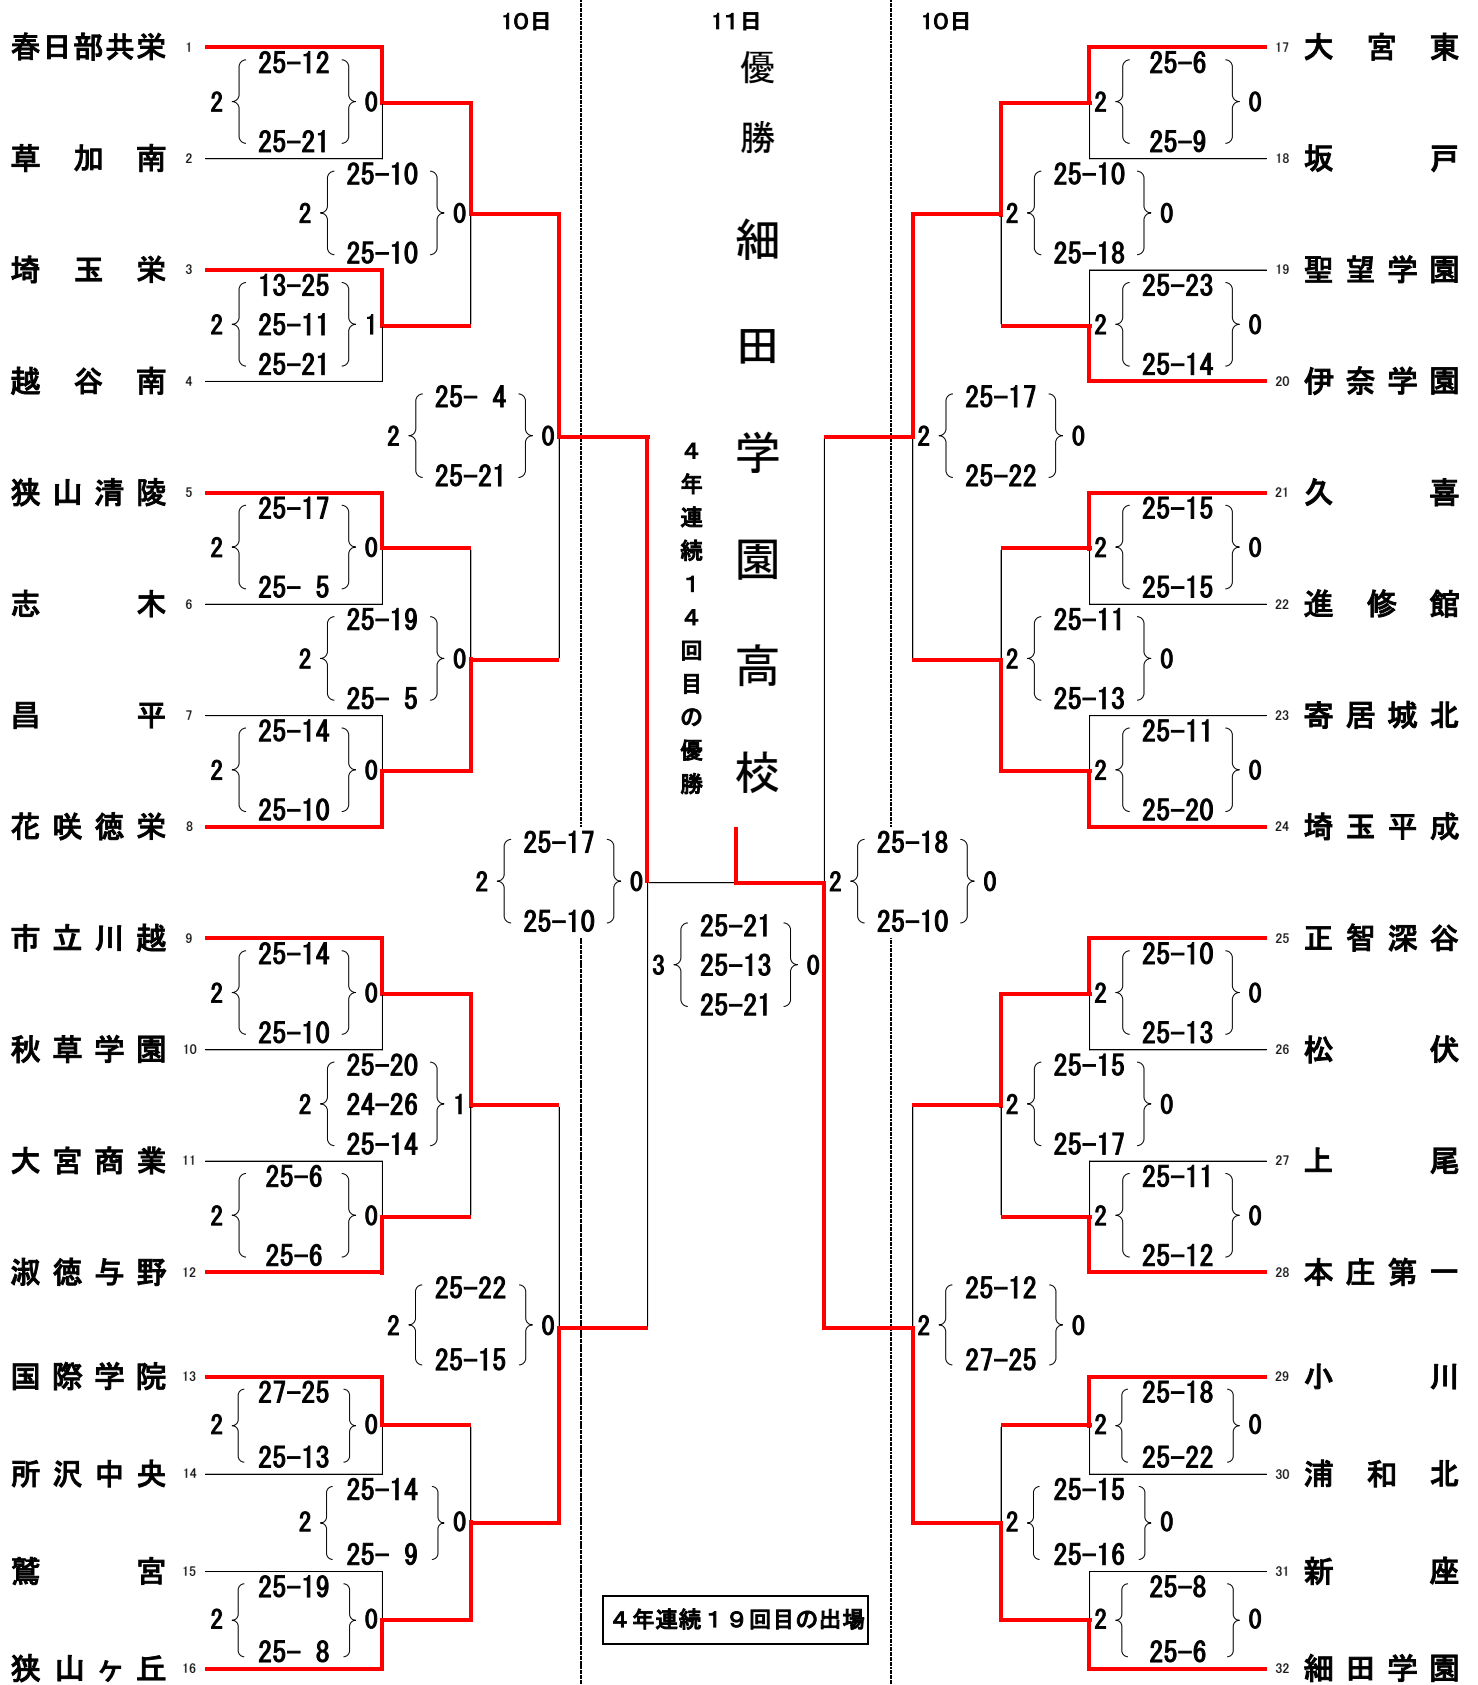 10日
11日
10日
優勝 細田学園高校
４年連続１４回目の優勝
春日部共栄 1
25-12
2 0
25-21
草加南 2
25-10
2 0
25-10
埼玉栄 3
13-25
2 25-11 1
25-21
越谷南 4
25- 4
2 0
25-21
狭山清陵 5
25-17
2 0
25- 5
志木 6
25-19
2 0
25- 5
昌平 7
25-14
2 0
25-10
花咲徳栄 8
25-17
2 0
25-10
市立川越 9
25-14
2 0
25-10
秋草学園 10
25-20
2 24-26 1
25-14
大宮商業 11
25-6
2 0
25-6
淑徳与野 12
25-22
2 0
25-15
国際学院 13
27-25
2 0
25-13
所沢中央 14
25-14
2 0
25- 9
鷲宮 15
25-19
2 0
25- 8
狭山ヶ丘 16
25-21
3 25-13 0
25-21
４年連続１９回目の出場
17 大宮東
25-6
2 0
25-9
18 坂戸
25-10
2 0
25-18
19 聖望学園
25-23
2 0
25-14
20 伊奈学園
25-17
2 0
25-22
21 久喜
25-15
2 0
25-15
22 進修館
25-11
2 0
25-13
23 寄居城北
25-11
2 0
25-20
24 埼玉平成
25-18
2 0
25-10
25 正智深谷
25-10
2 0
25-13
26 松伏
25-15
2 0
25-17
27 上尾
25-11
2 0
25-12
28 本庄第一
25-12
2 0
27-25
29 小川
25-18
2 0
25-22
30 浦和北
25-15
2 0
25-16
31 新座
25-8
2 0
25-6
32 細田学園